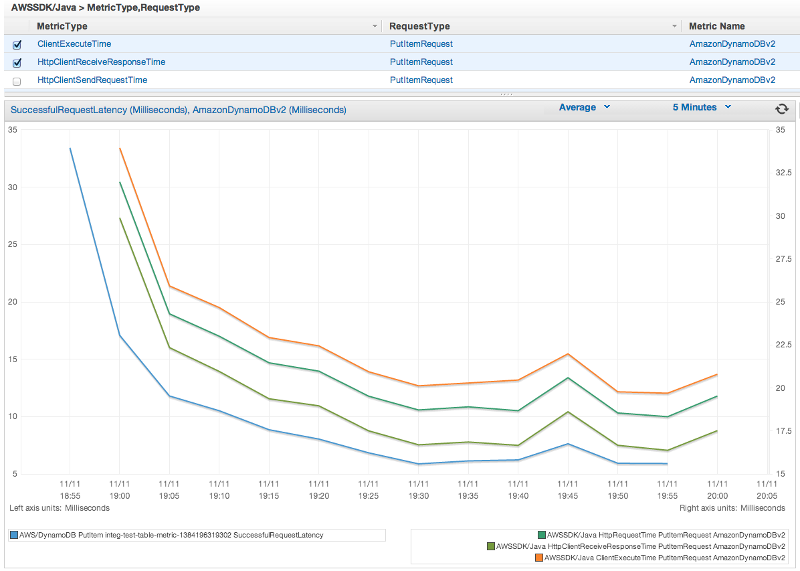 AWSSDK/Java > MetricType,RequestType
MetricType RequestType Metric Name
ClientExecuteTime PutItemRequest AmazonDynamoDBv2
HttpClientReceiveResponseTime PutItemRequest AmazonDynamoDBv2
HttpClientSendRequestTime PutItemRequest AmazonDynamoDBv2
SuccessfulRequestLatency (Milliseconds), AmazonDynamoDBv2 (Milliseconds) Average 5 Minutes
35 35
32.5
30 30
27.5
25
25
20 22.5
15 20
10 17.5
5 15
11/11 11/11 11/11 11/11 11/11 11/11 11/11 11/11 11/11 11/11 11/11 11/11 11/11 11/11 11/11
18:55 19:00 19:05 19:10 19:15 19:20 19:25 19:30 19:35 19:40 19:45 19:50 19:55 20:00 20:05
Left axis units: Milliseconds Right axis units: Milliseconds
AWS/DynamoDB PutItem integ-test-table-metric-1384196319302 SuccessfulRequestLatency
AWSSDK/Java HttpRequestTime PutItemRequest AmazonDynamoDBv2
AWSSDK/Java HttpClientReceiveResponseTime PutItemRequest AmazonDynamoDBv2
AWSSDK/Java ClientExecuteTime PutItemRequest AmazonDynamoDBv2